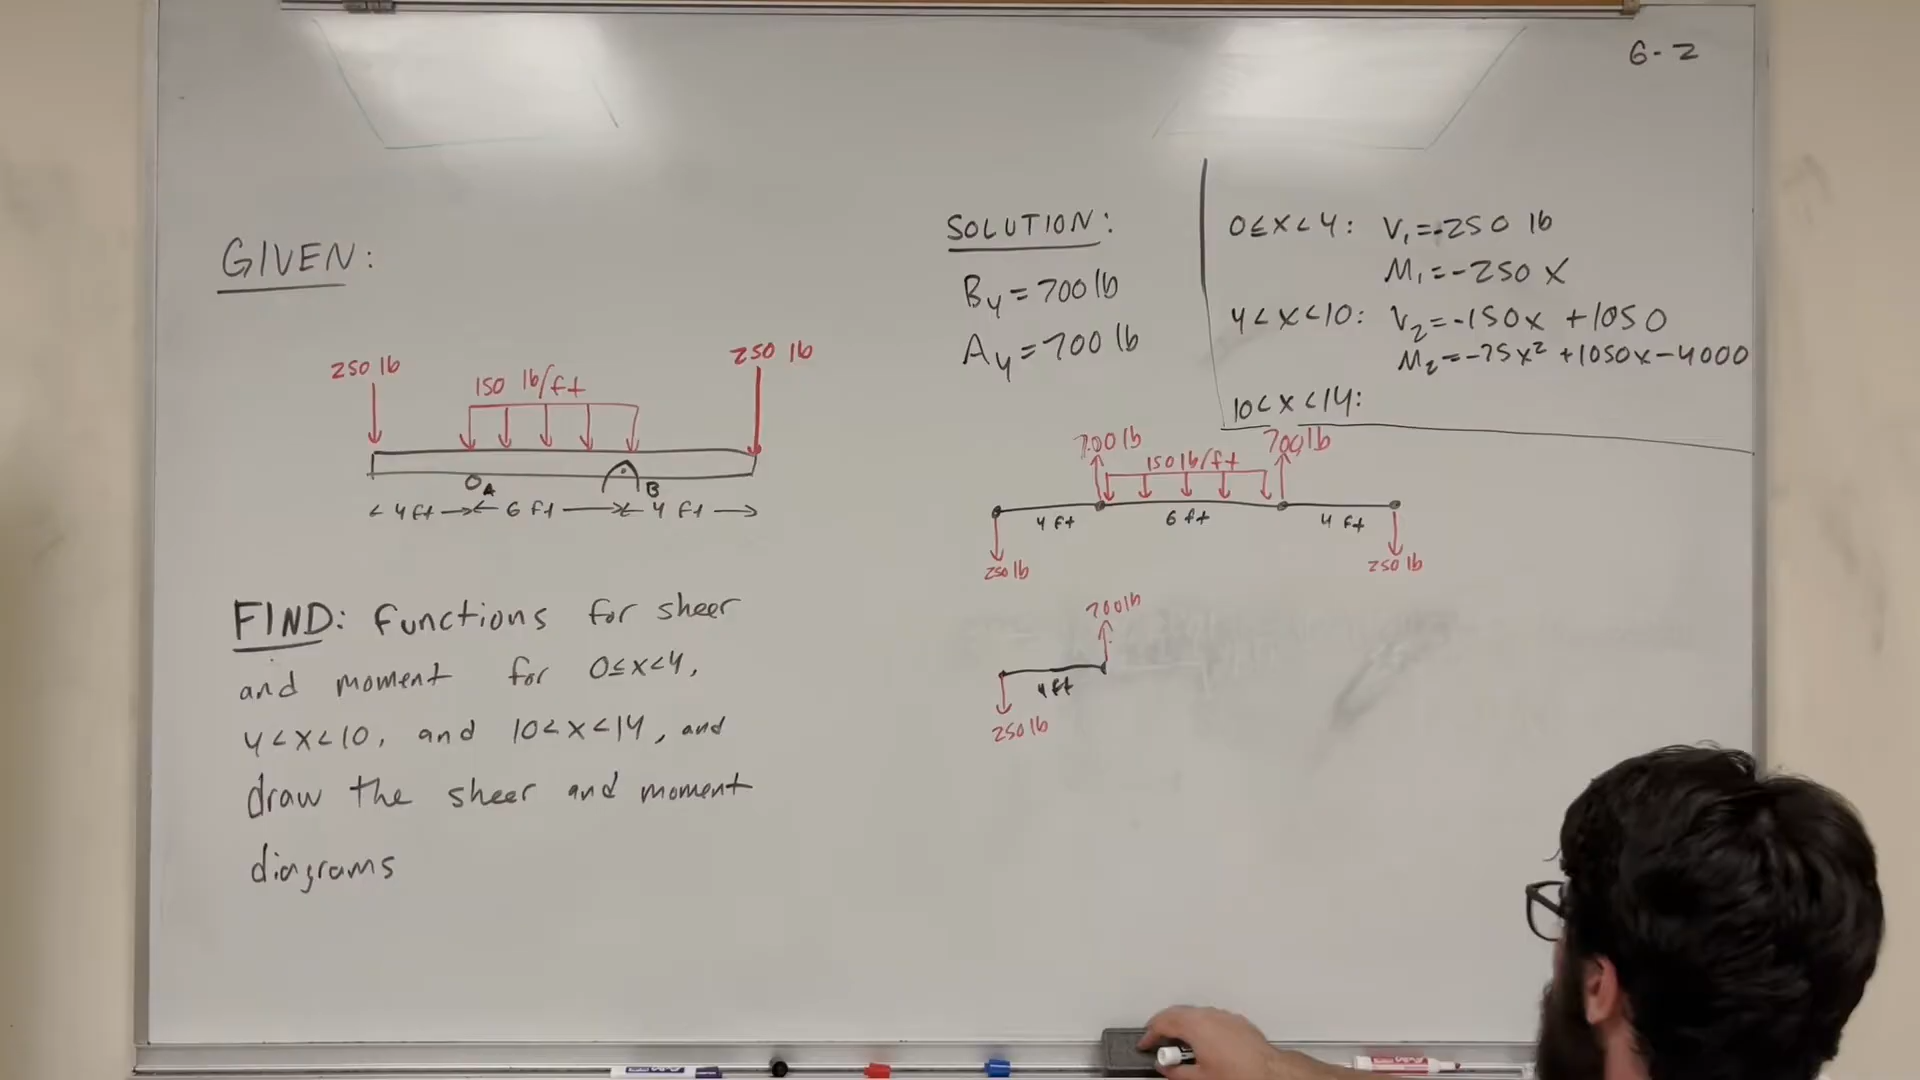 6-2
GIVEN:
250 lb
150 lb/ft
250 lb
A
B
4ft
6 ft
4 ft
FIND: functions for sheer
and moment for 0≤x<4,
4<x<10, and 10<x<14, and
draw the sheer and moment
diagrams
SOLUTION:
By=700 lb
Ay=700 lb
0≤x<4: V1=-250 lb
M1=-250 x
4<x<10: V2=-150x +1050
M2=-75x² +1050x-4000
10<x<14:
700 lb
150 lb/ft
700 lb
4 ft
6 ft
4 ft
250 lb
250 lb
700 lb
4 ft
250 lb